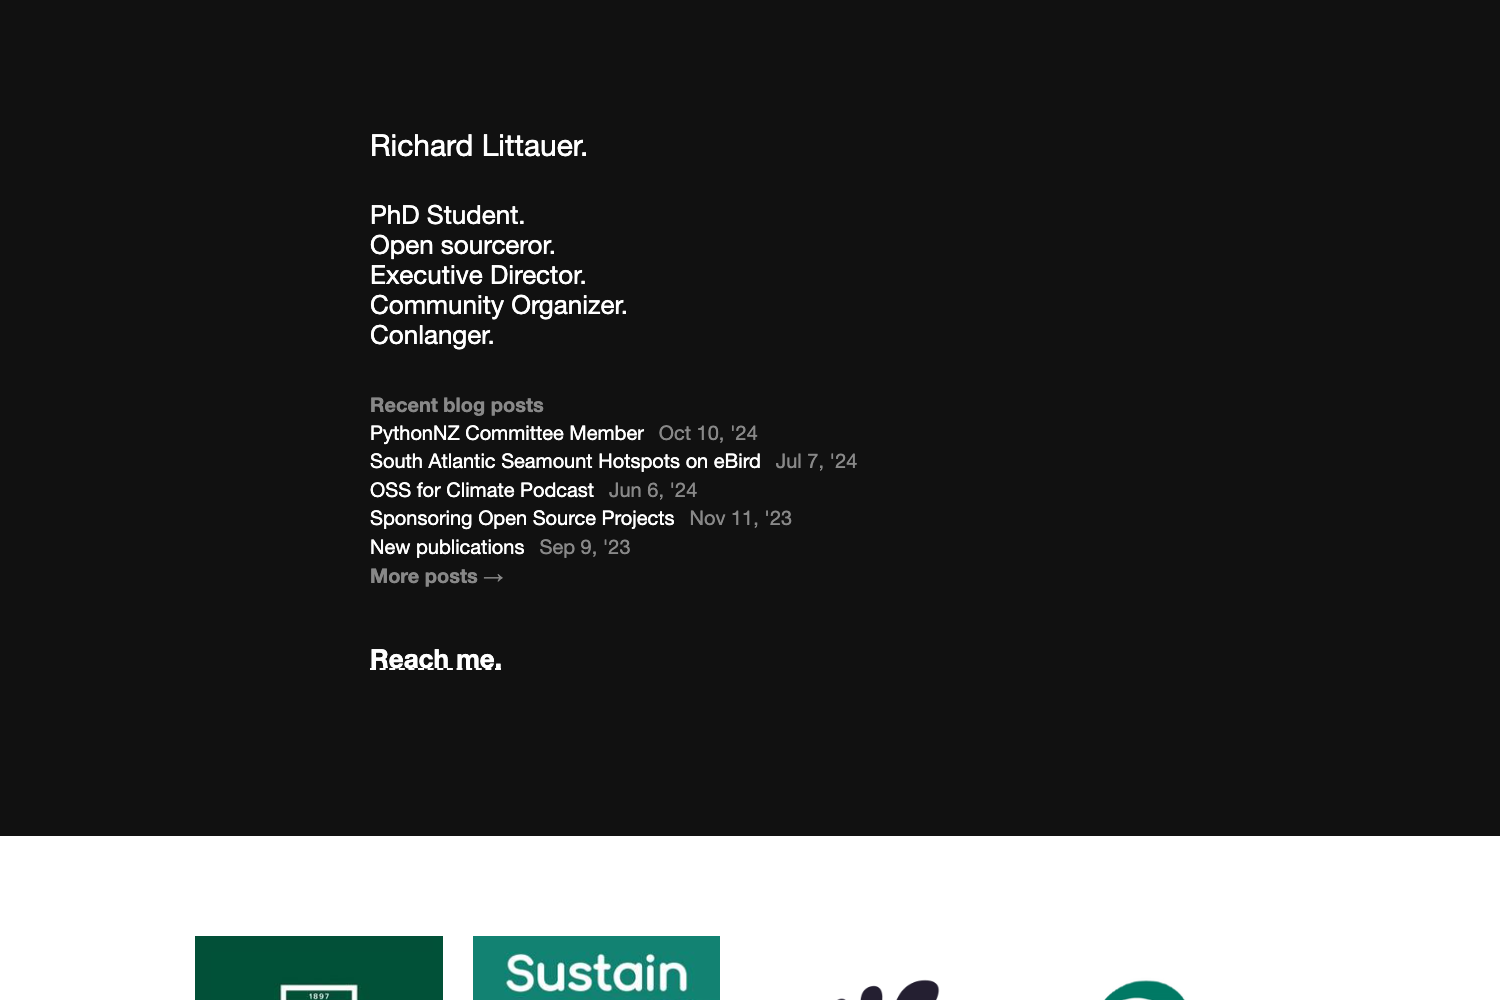 Richard Littauer.
PhD Student.
Open sourceror.
Executive Director.
Community Organizer.
Conlanger.
Recent blog posts
PythonNZ Committee Member Oct 10, '24
South Atlantic Seamount Hotspots on eBird Jul 7, '24
OSS for Climate Podcast Jun 6, '24
Sponsoring Open Source Projects Nov 11, '23
New publications Sep 9, '23
More posts →
Reach me.
Sustain
1897